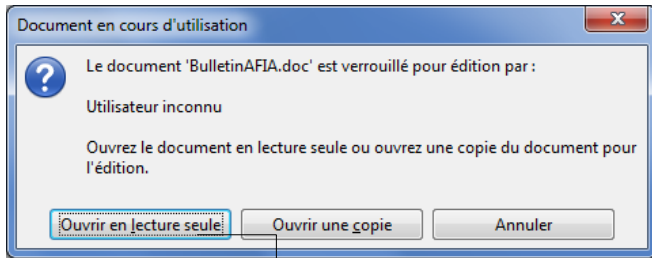 Document en cours d'utilisation
Le document 'BulletinAFIA.doc' est verrouillé pour édition par :
Utilisateur inconnu
Ouvrez le document en lecture seule ou ouvrez une copie du document pour
l'édition.
Ouvrir en lecture seule
Ouvrir une copie
Annuler